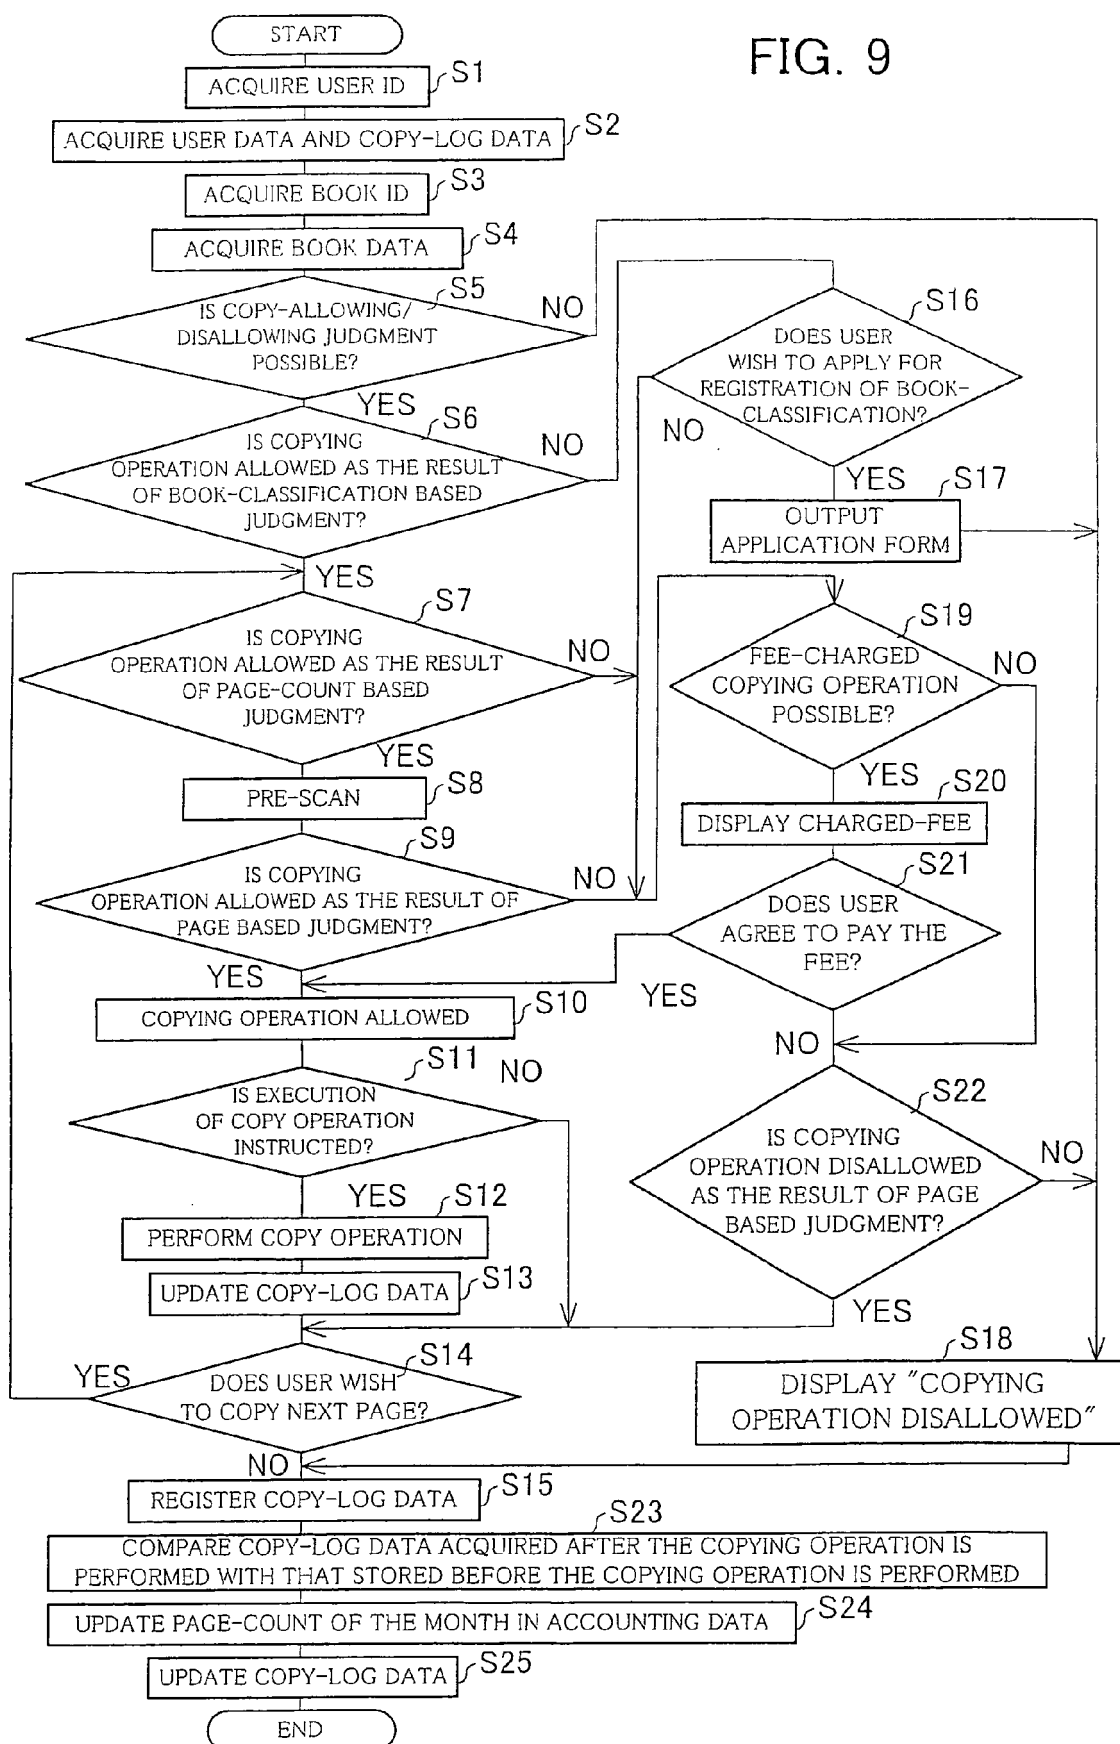 FIG. 9
START
ACQUIRE USER ID
S1
ACQUIRE USER DATA AND COPY-LOG DATA
S2
ACQUIRE BOOK ID
S3
ACQUIRE BOOK DATA
S4
IS COPY-ALLOWING/
DISALLOWING JUDGMENT
POSSIBLE?
S5
NO
YES
IS COPYING
OPERATION ALLOWED AS THE RESULT
OF BOOK-CLASSIFICATION BASED
JUDGMENT?
S6
NO
YES
IS COPYING
OPERATION ALLOWED AS THE RESULT
OF PAGE-COUNT BASED
JUDGMENT?
S7
NO
YES
PRE-SCAN
S8
IS COPYING
OPERATION ALLOWED AS THE RESULT OF
PAGE BASED JUDGMENT?
S9
NO
YES
COPYING OPERATION ALLOWED
S10
IS EXECUTION
OF COPY OPERATION
INSTRUCTED?
S11
NO
YES
PERFORM COPY OPERATION
S12
UPDATE COPY-LOG DATA
S13
DOES USER WISH
TO COPY NEXT PAGE?
S14
YES
NO
REGISTER COPY-LOG DATA
S15
DOES USER
WISH TO APPLY FOR
REGISTRATION OF BOOK-
CLASSIFICATION?
S16
NO
YES
OUTPUT
APPLICATION FORM
S17
FEE-CHARGED
COPYING OPERATION
POSSIBLE?
S19
NO
YES
DISPLAY CHARGED-FEE
S20
DOES USER
AGREE TO PAY THE
FEE?
S21
YES
NO
IS COPYING
OPERATION DISALLOWED
AS THE RESULT OF PAGE
BASED JUDGMENT?
S22
NO
YES
DISPLAY "COPYING
OPERATION DISALLOWED"
S18
COMPARE COPY-LOG DATA ACQUIRED AFTER THE COPYING OPERATION IS
PERFORMED WITH THAT STORED BEFORE THE COPYING OPERATION IS PERFORMED
S23
UPDATE PAGE-COUNT OF THE MONTH IN ACCOUNTING DATA
S24
UPDATE COPY-LOG DATA
S25
END